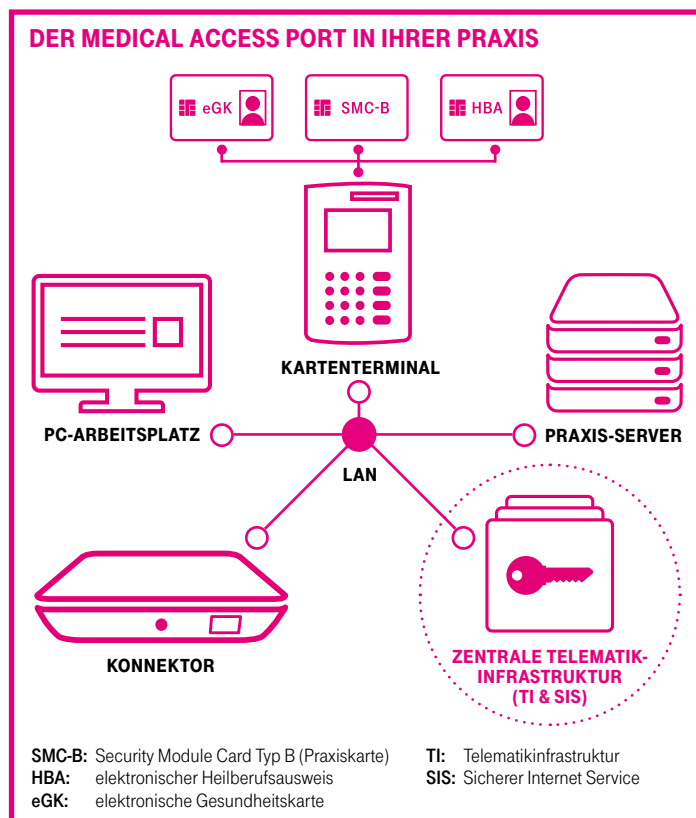 DER MEDICAL ACCESS PORT IN IHRER PRAXIS
eGK
SMC-B
HBA
KARTENTERMINAL
PC-ARBEITSPLATZ
PRAXIS-SERVER
LAN
KONNEKTOR
ZENTRALE TELEMATIK-
INFRASTRUKTUR
(TI & SIS)
SMC-B: Security Module Card Typ B (Praxiskarte)
HBA: elektronischer Heilberufsausweis
eGK: elektronische Gesundheitskarte
TI: Telematikinfrastruktur
SIS: Sicherer Internet Service